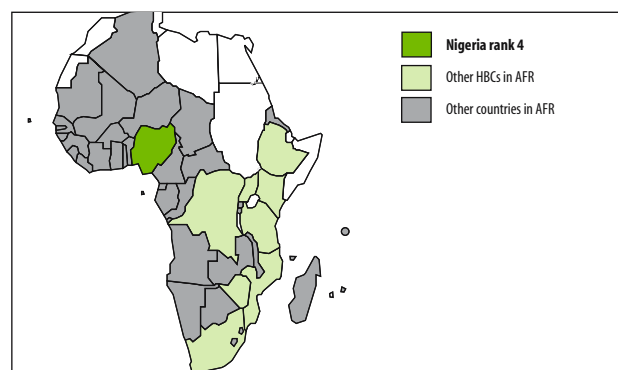 Nigeria rank 4
Other HBCs in AFR
Other countries in AFR